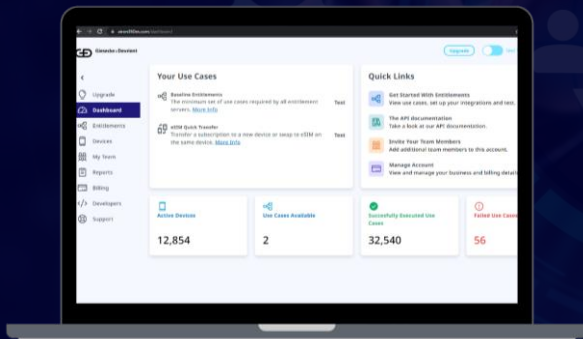 Giesecke+Devrient
Upgrade
Test
Upgrade
Dashboard
Entitlements
Devices
My Team
Reports
Billing
Developers
Support
Your Use Cases
Baseline Entitlements
The minimum set of use cases required by all entitlement
servers. More Info
Test
eSIM Quick Transfer
Transfer a subscription to a new device or swap to eSIM on
the same device. More Info
Test
Quick Links
Get Started With Entitlements
View use cases, set up your integrations and test.
The API documentation
Take a look at our API documentation.
Invite Your Team Members
Add additional team members to this account.
Manage Account
View and manage your business and billing detail
Active Devices
12,854
Use Cases Available
2
Succesfully Executed Use
Cases
32,540
Failed Use Cases
56